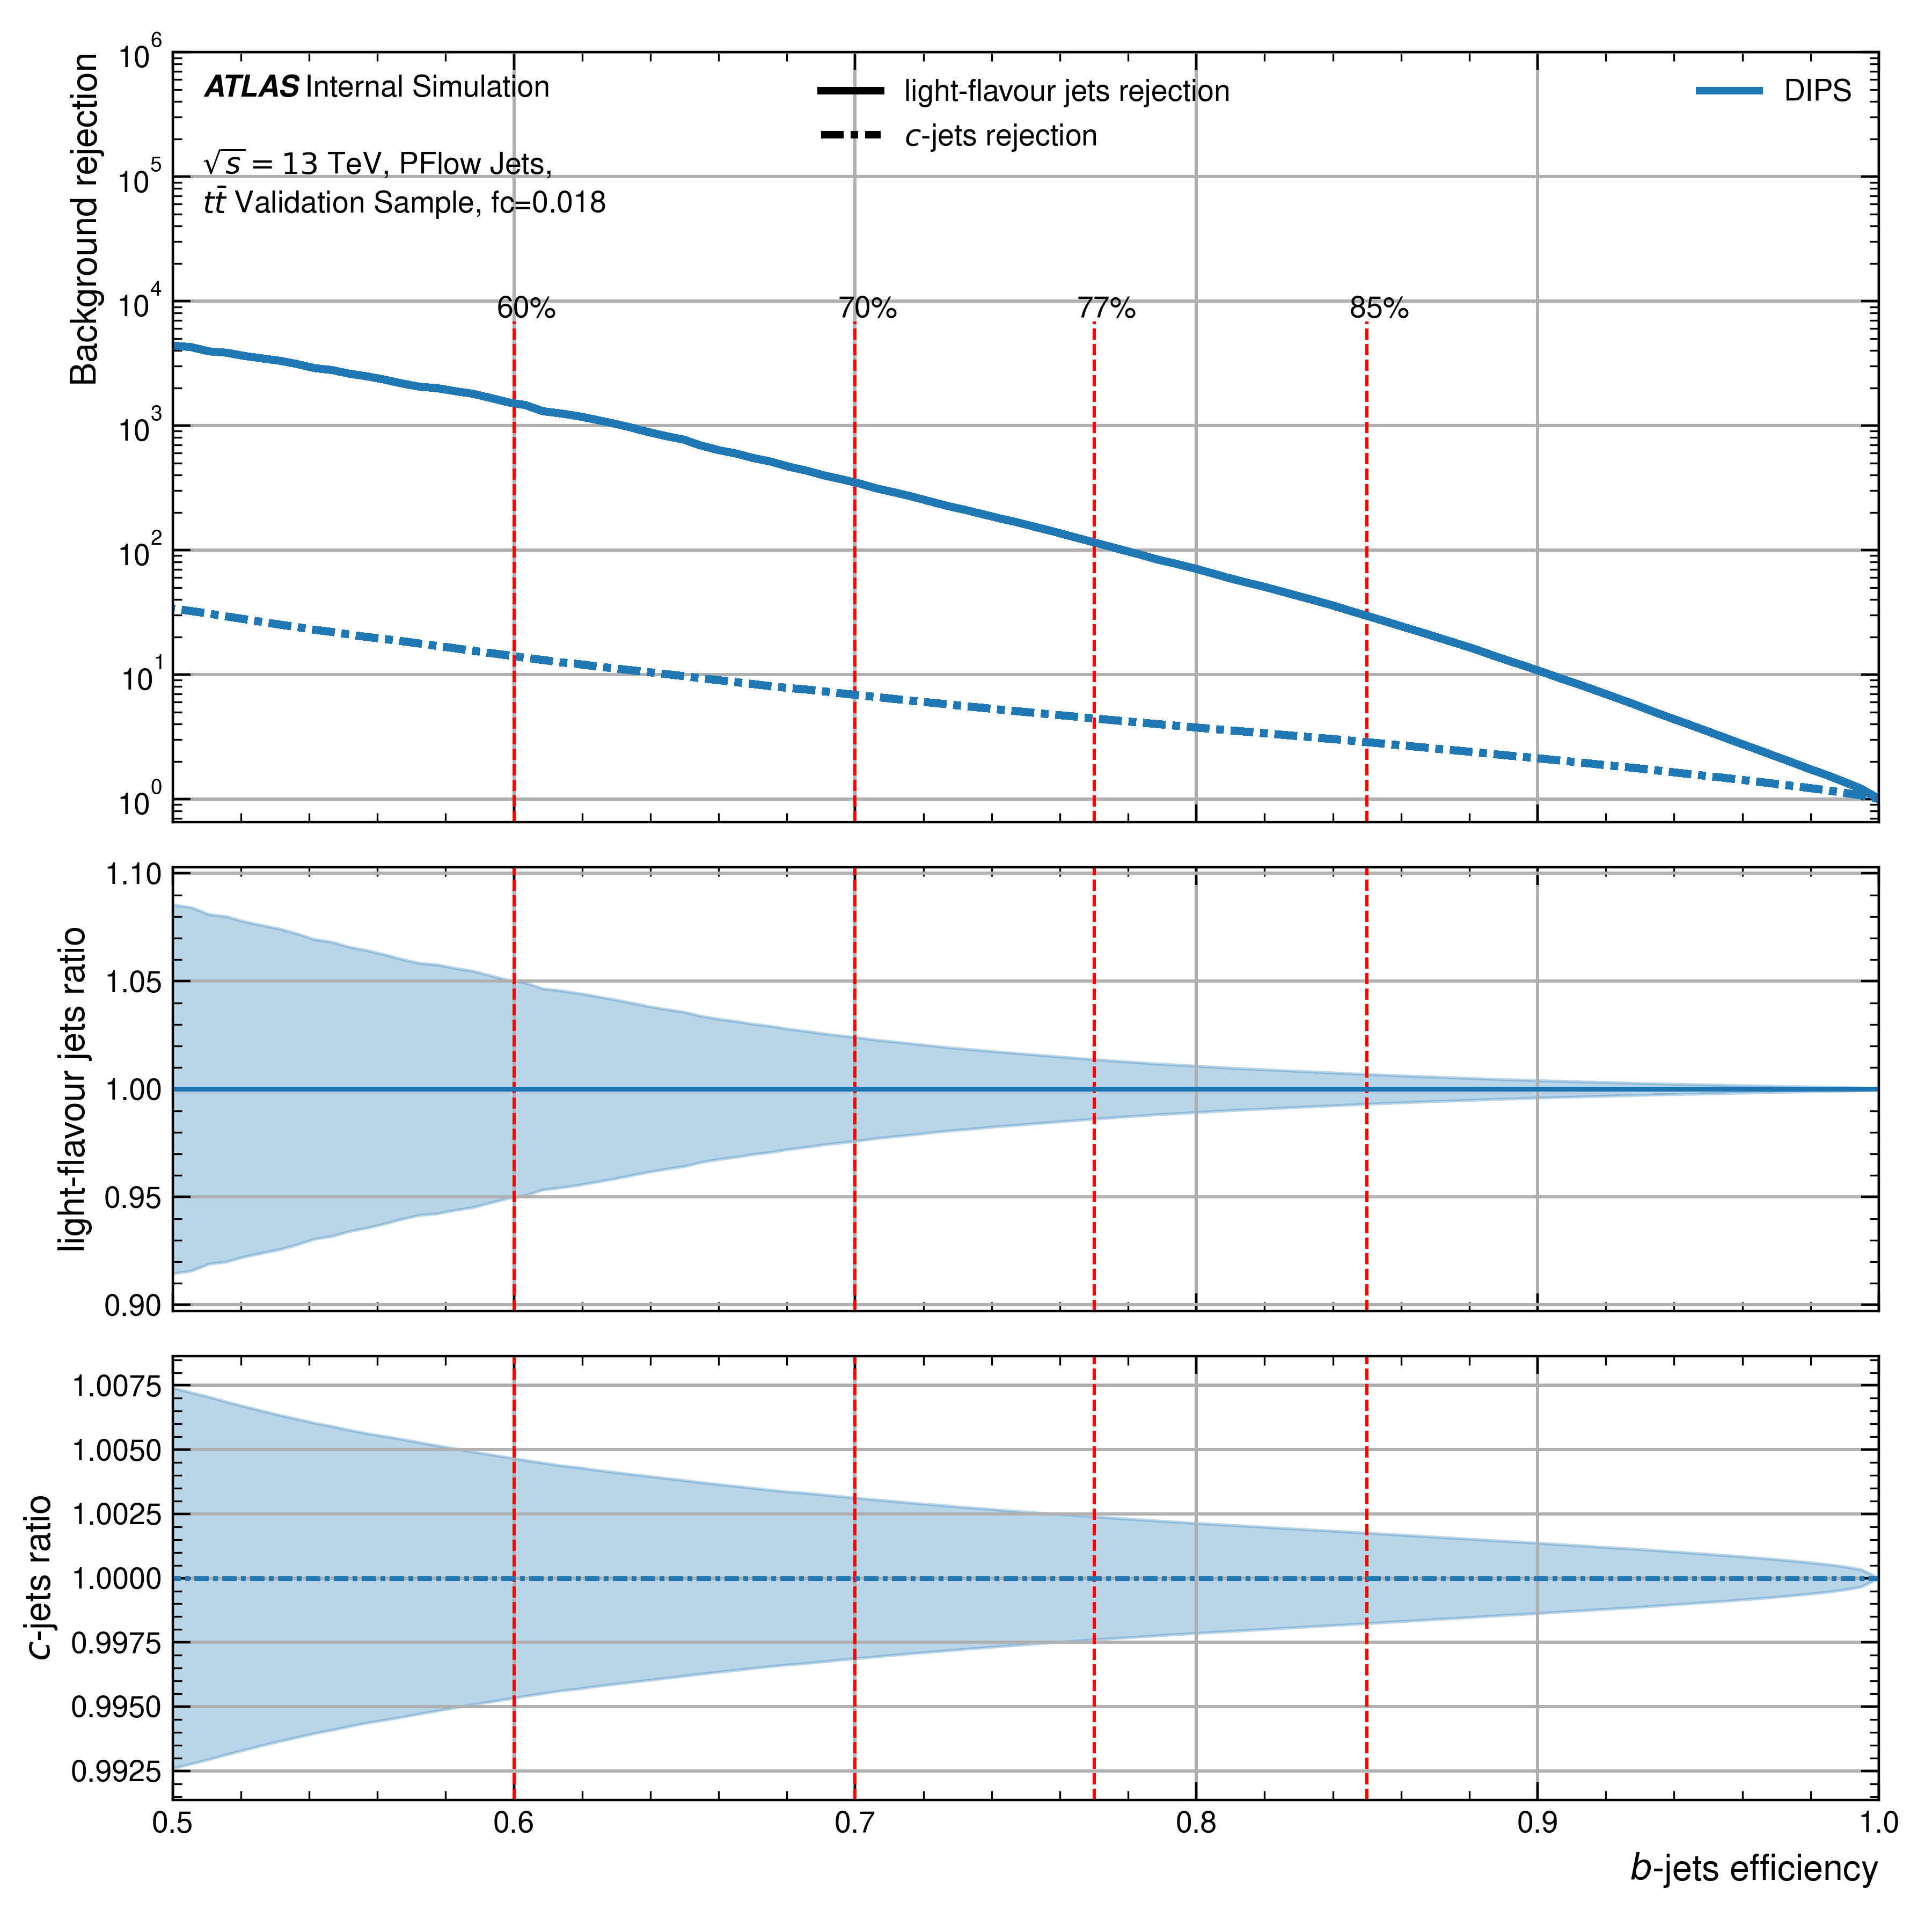 ATLAS Internal Simulation
√s = 13 TeV, PFlow Jets,
tt̄ Validation Sample, fc=0.018
light-flavour jets rejection
c-jets rejection
DIPS
Background rejection
10^6
10^5
10^4
10^3
10^2
10^1
10^0
60%
70%
77%
85%
light-flavour jets ratio
1.10
1.05
1.00
0.95
0.90
c-jets ratio
1.0075
1.0050
1.0025
1.0000
0.9975
0.9950
0.9925
0.5
0.6
0.7
0.8
0.9
1.0
b-jets efficiency